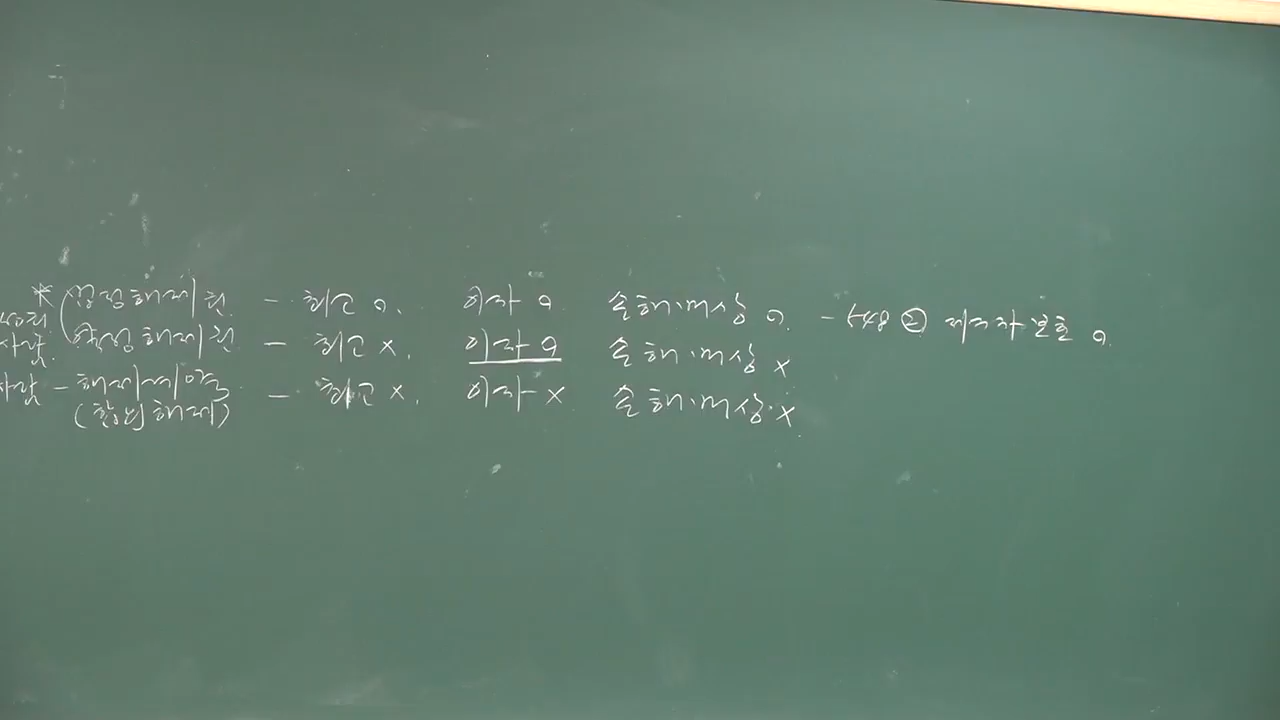 * 법정해제권 - 최고 o. 이자 o 손해배상 o. - 548 ② 제3자보호 o.
약정해제권 - 최고 x. 이자 o 손해배상 x
해제계약 - 최고 x. 이자 x 손해배상 x.
(합의해제)